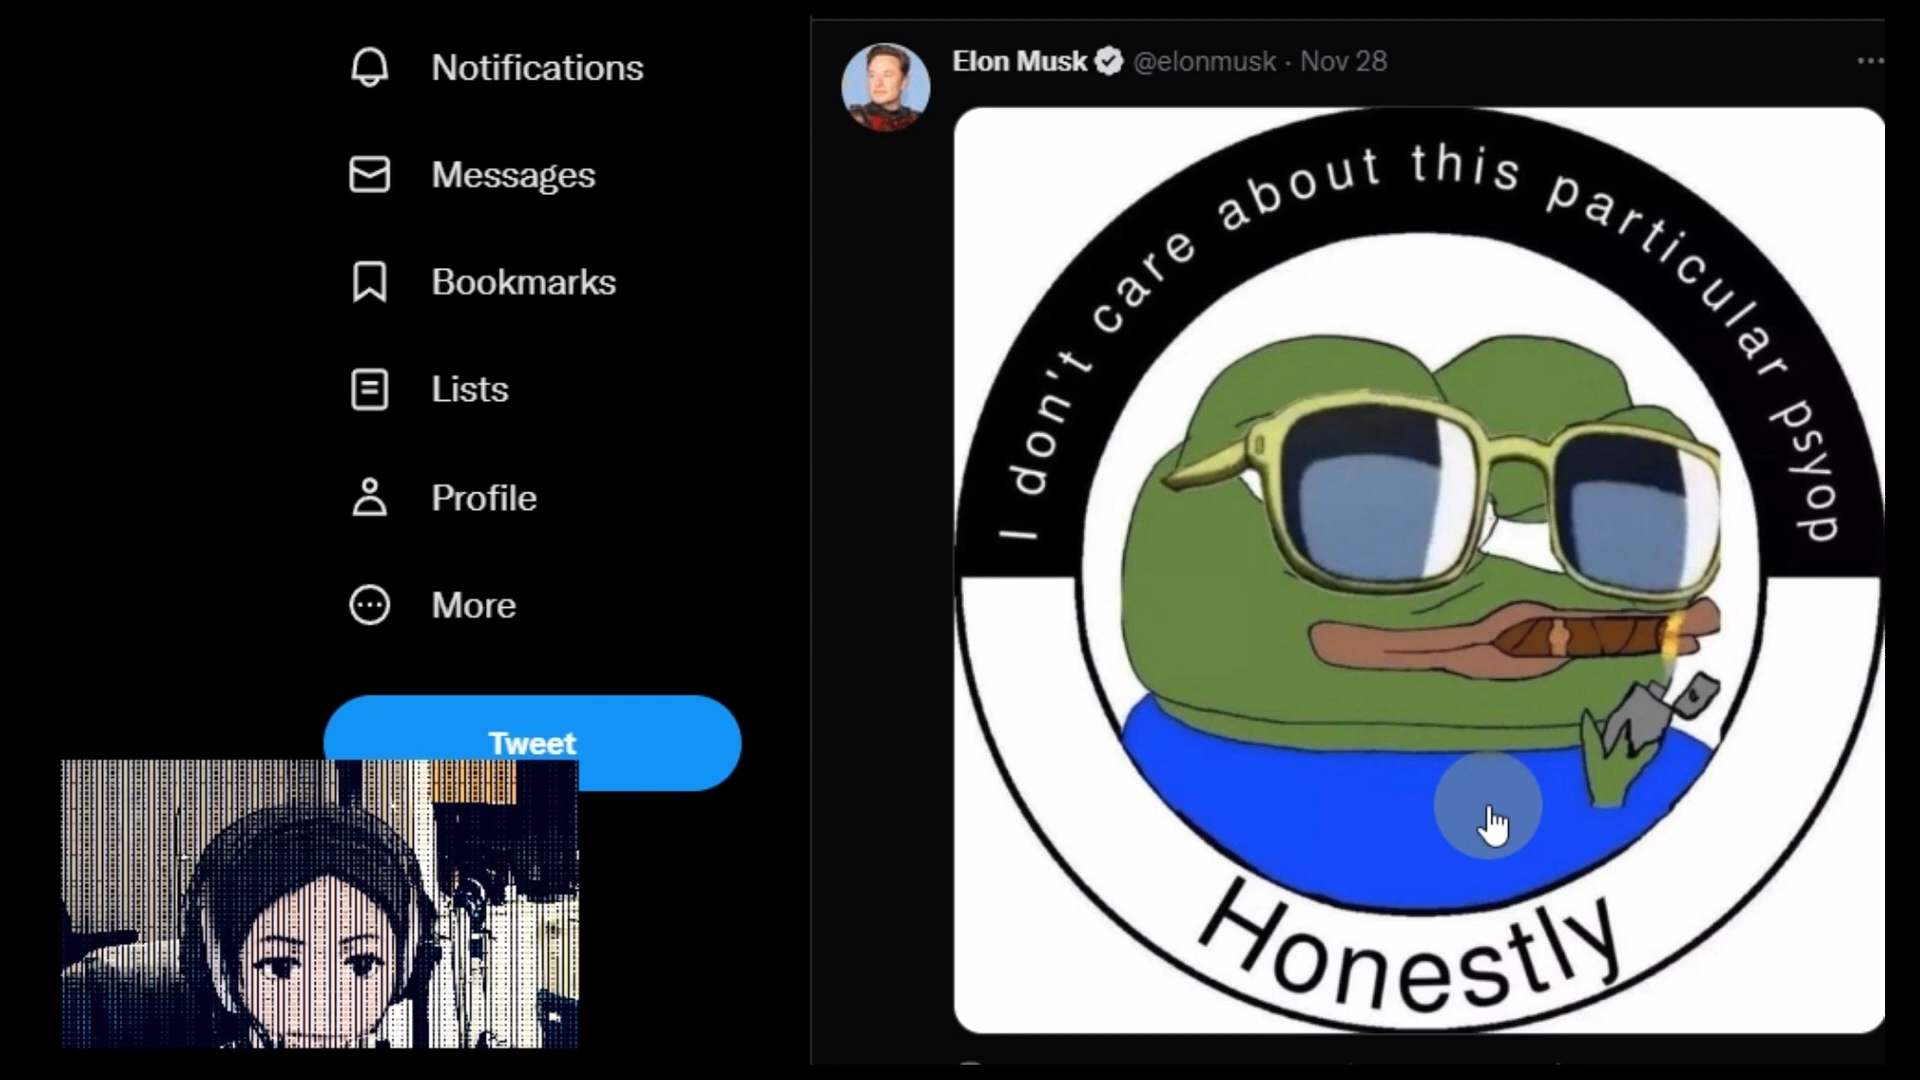 Notifications
Messages
Bookmarks
Lists
Profile
More
Tweet
Elon Musk @elonmusk · Nov 28
I don't care about this particular psyop
Honestly